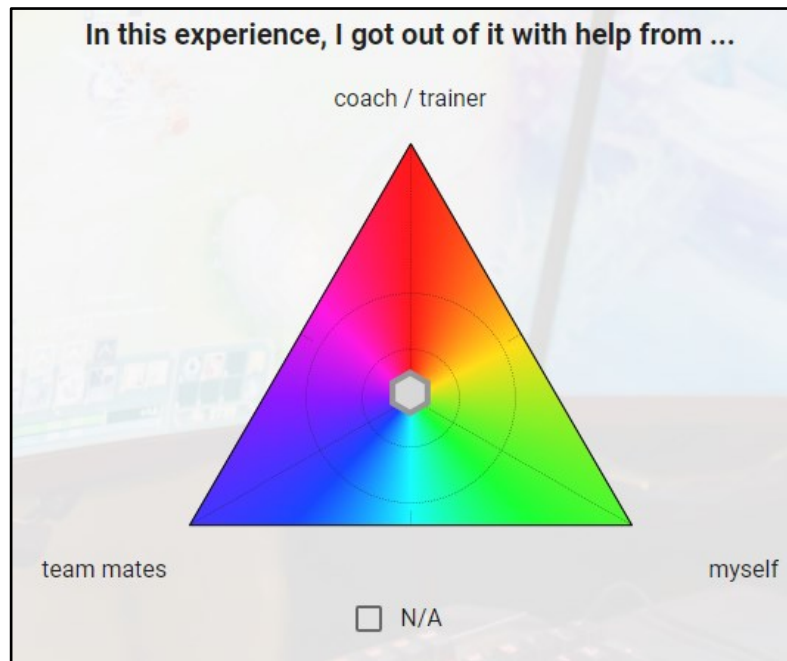 In this experience, I got out of it with help from ...
coach / trainer
team mates
myself
N/A